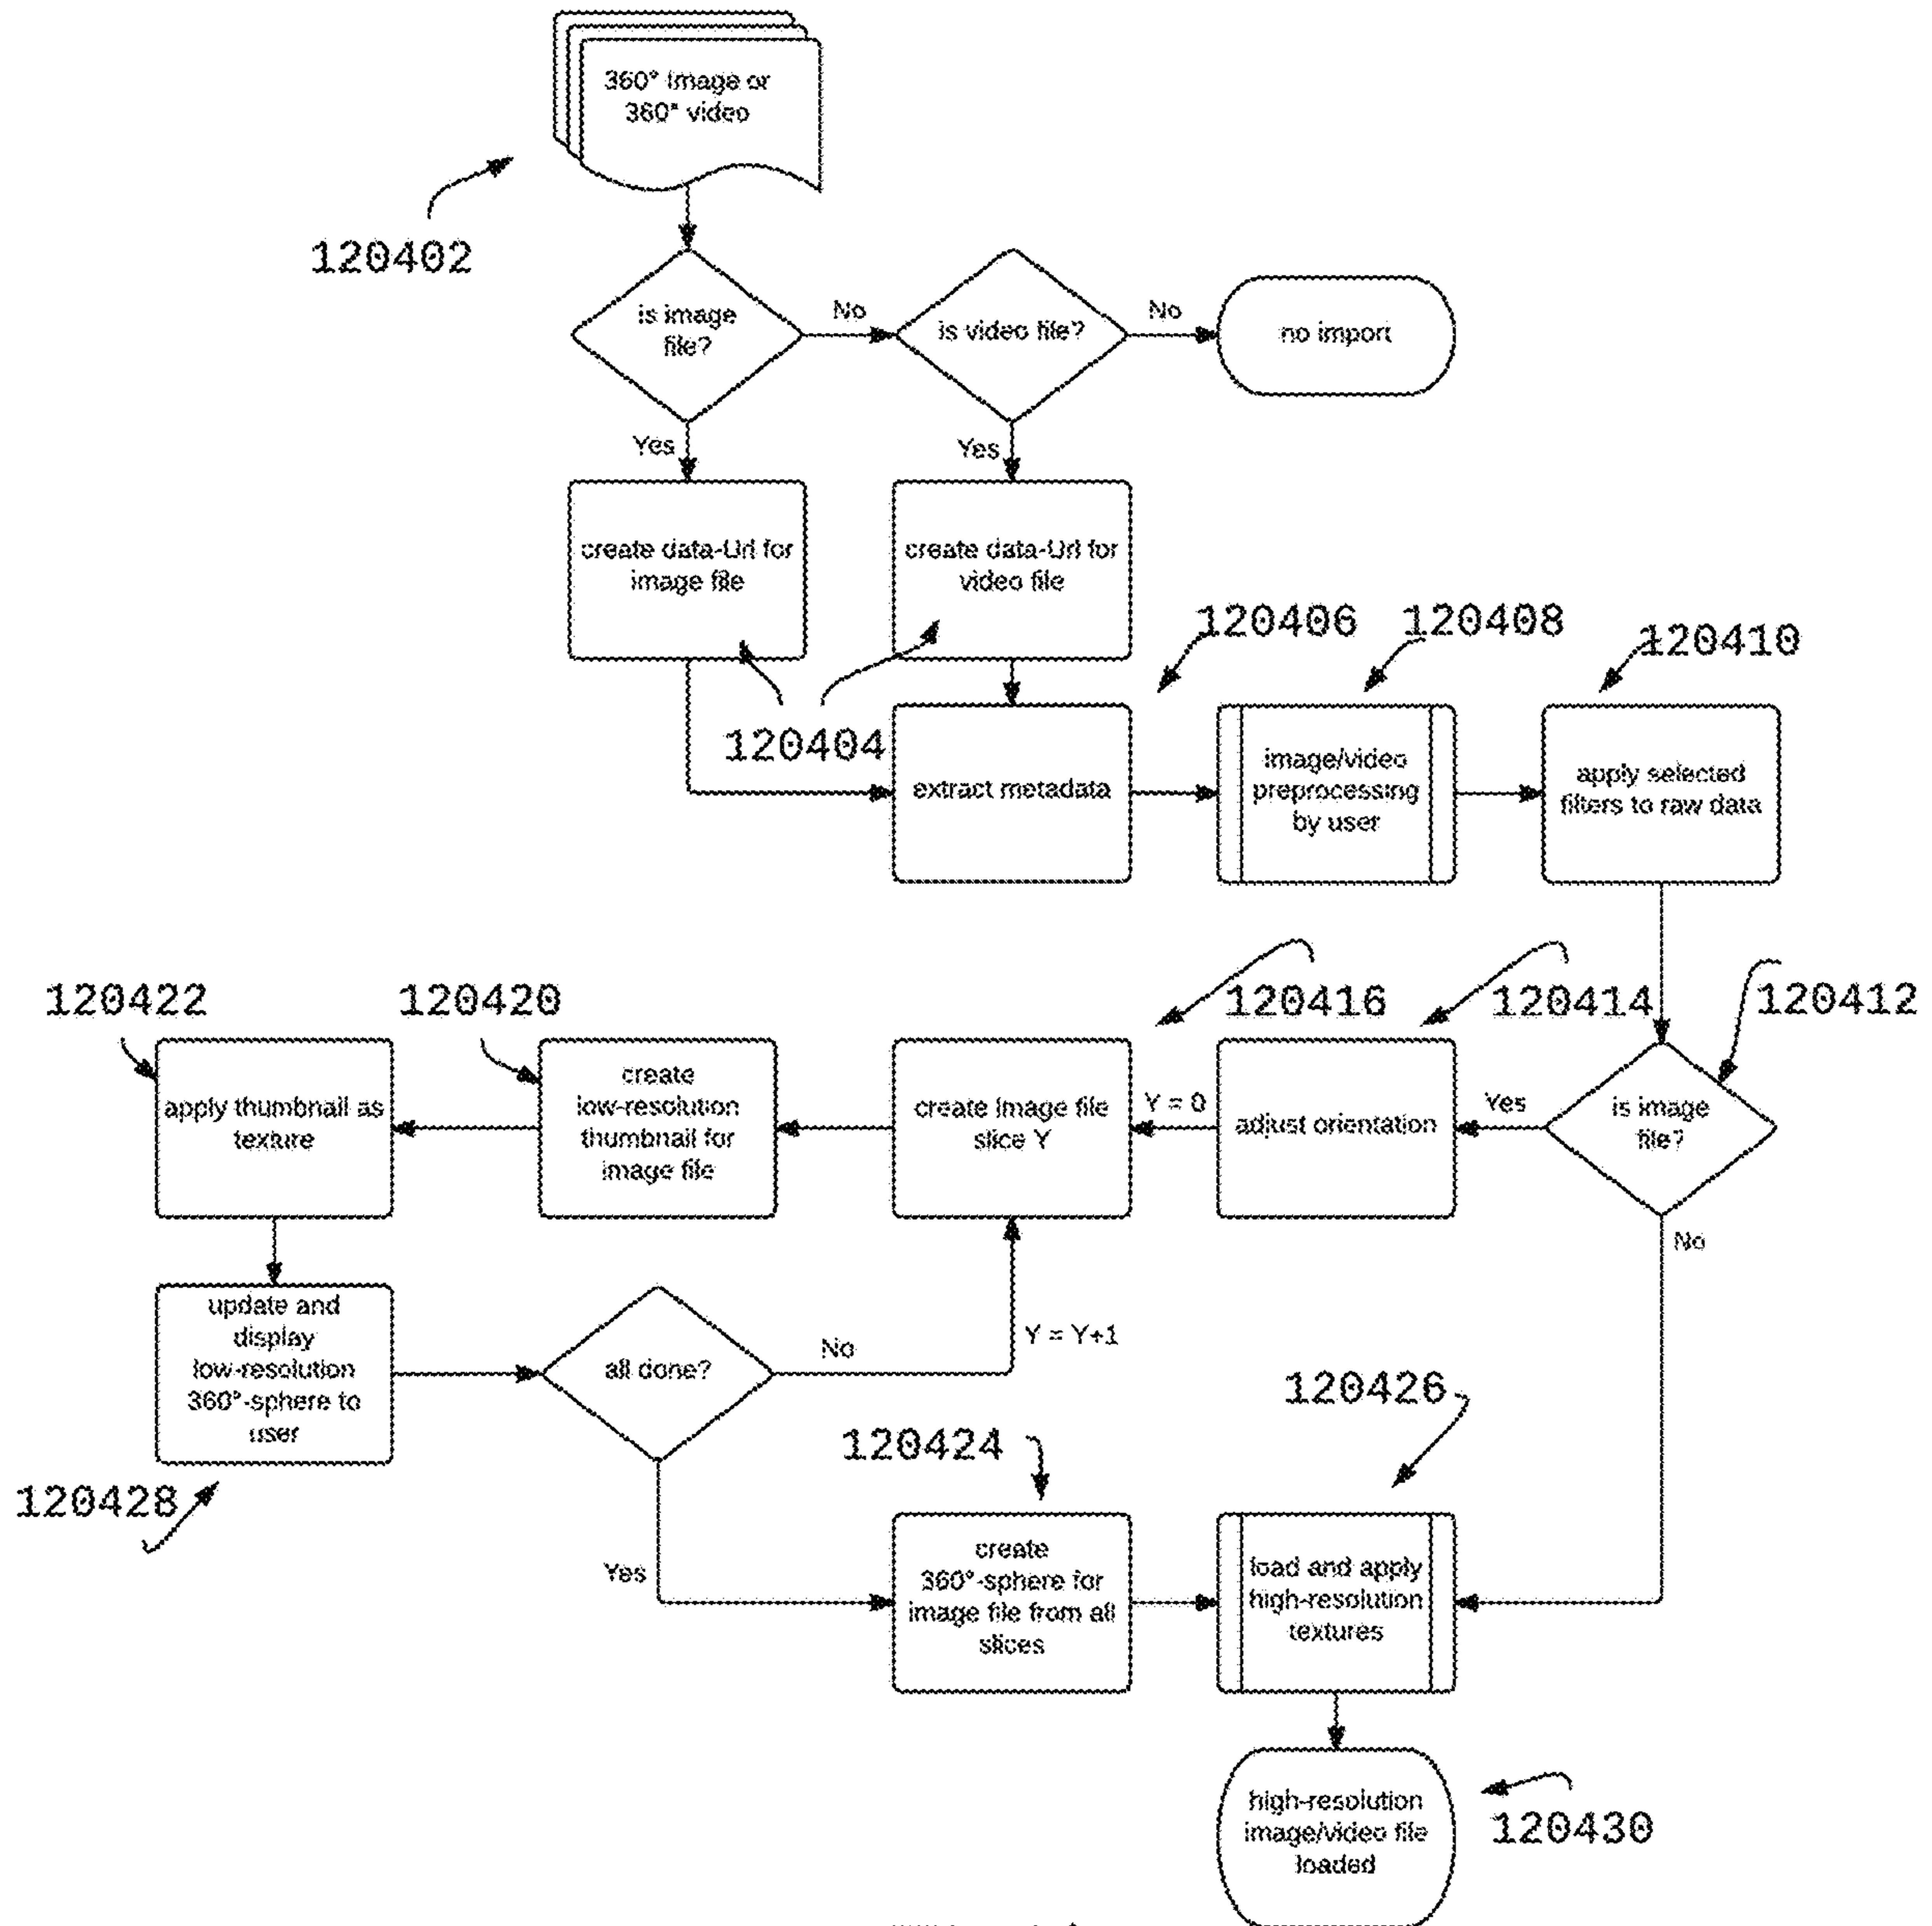 360° Image or
360° video
120402
is image
file?
No
is video file?
No
no import
Yes
Yes
create data-Url for
image file
create data-Url for
video file
120404
120406
120408
120410
extract metadata
image/video
preprocessing
by user
apply selected
filters to raw data
120422
120420
120416
120414
120412
apply thumbnail as
texture
create
low-resolution
thumbnail for
image file
create image file
slice Y
Y = 0
adjust orientation
Yes
is image
file?
No
update and
display
low-resolution
360°-sphere to
user
all done?
No
Y = Y+1
120426
120424
120428
Yes
create
360°-sphere for
image file from all
slices
load and apply
high-resolution
textures
high-resolution
image/video file
loaded
120430